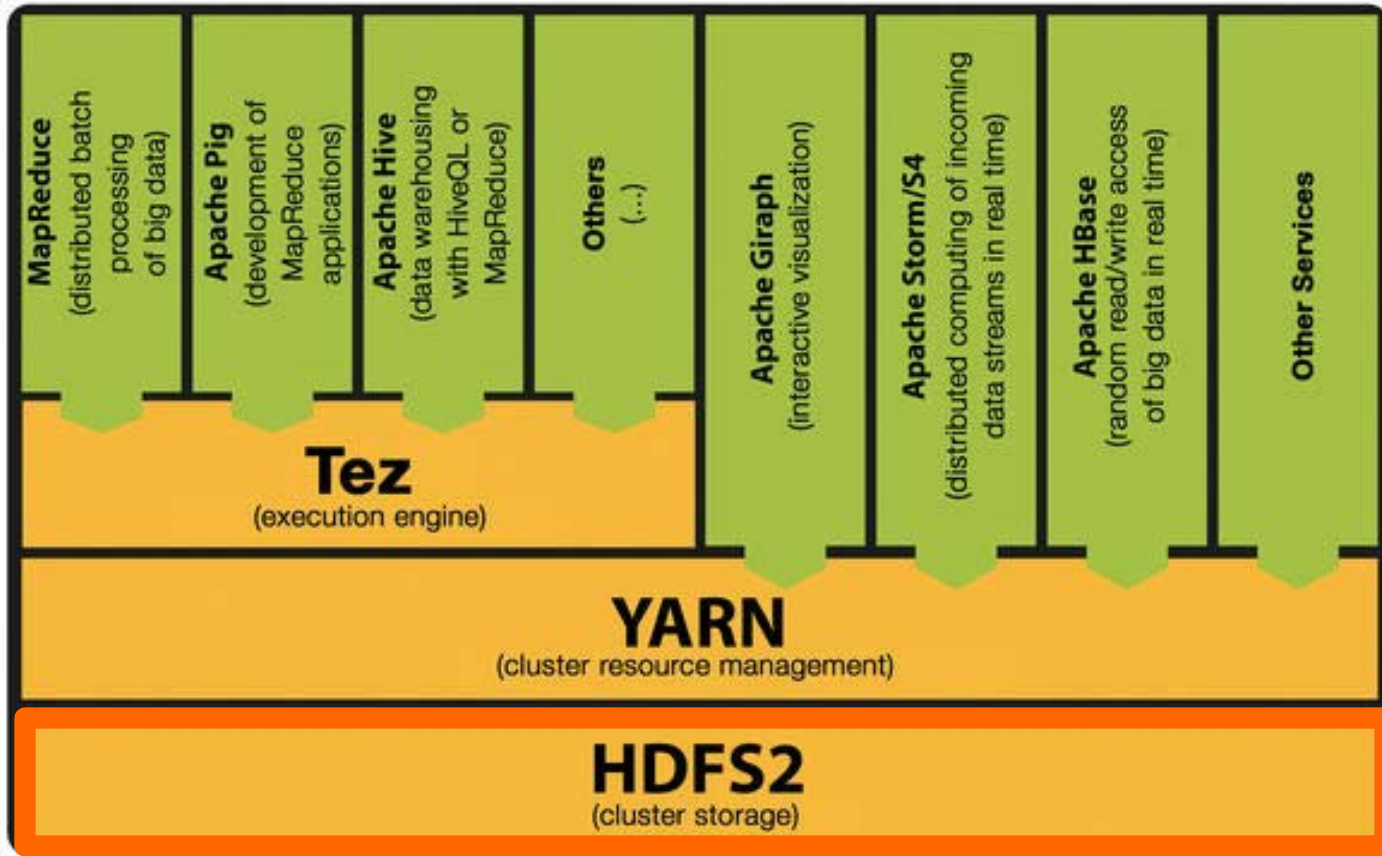 MapReduce
(distributed batch
processing
of big data)
Apache Pig
(development of
MapReduce
applications)
Apache Hive
(data warehousing
with HiveQL or
MapReduce)
Others
(...)
Apache Giraph
(interactive visualization)
Apache Storm/S4
(distributed computing of incoming
data streams in real time)
Apache HBase
(random read/write access
of big data in real time)
Other Services
Tez
(execution engine)
YARN
(cluster resource management)
HDFS2
(cluster storage)